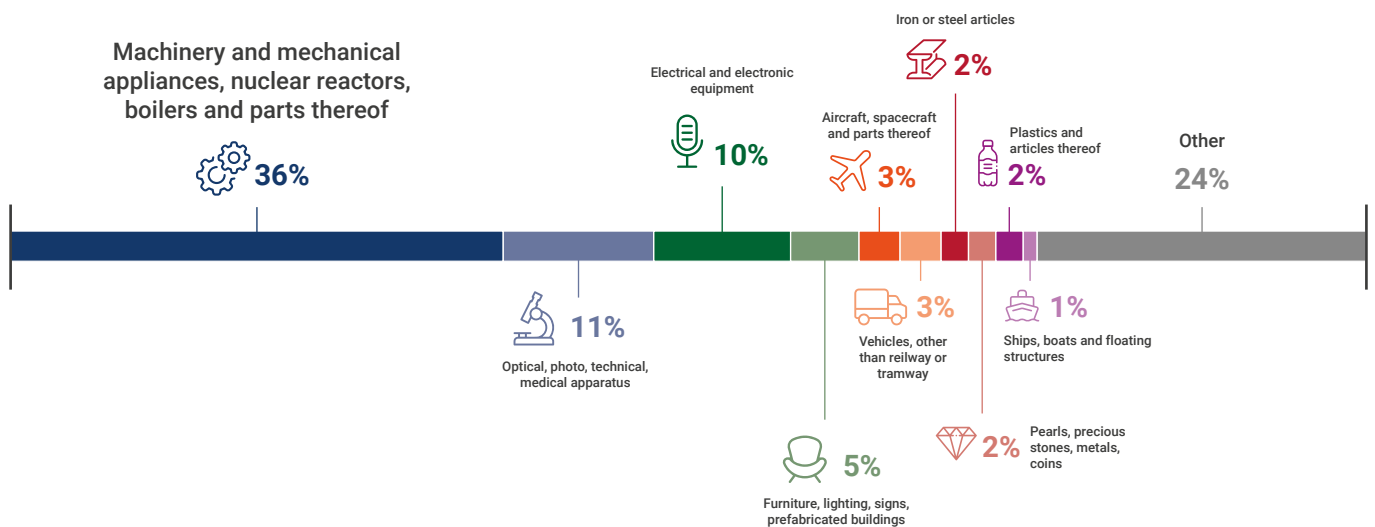 Machinery and mechanical
appliances, nuclear reactors,
boilers and parts thereof
36%
Optical, photo, technical,
medical apparatus
11%
Electrical and electronic
equipment
10%
Furniture, lighting, signs,
prefabricated buildings
5%
Aircraft, spacecraft
and parts thereof
3%
Vehicles, other
than reilway or
tramway
3%
Iron or steel articles
2%
Pearls, precious
stones, metals,
coins
2%
Plastics and
articles thereof
2%
Ships, boats and floating
structures
1%
Other
24%